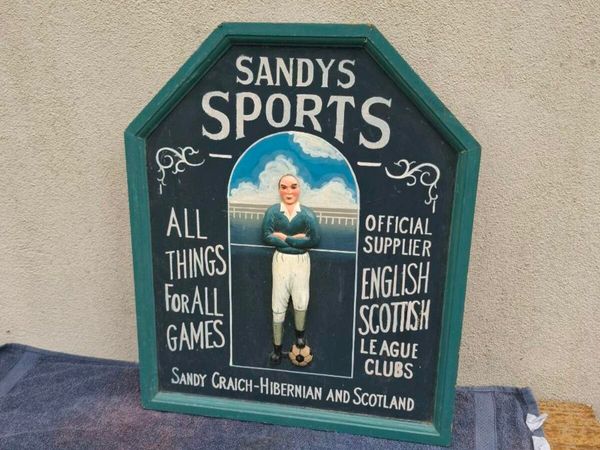 SANDYS
SPORTS
ALL
THINGS
FOR ALL
GAMES
OFFICIAL
SUPPLIER
ENGLISH
SCOTTISH
LEAGUE
CLUBS
SANDY CRAICH-HIBERNIAN AND SCOTLAND